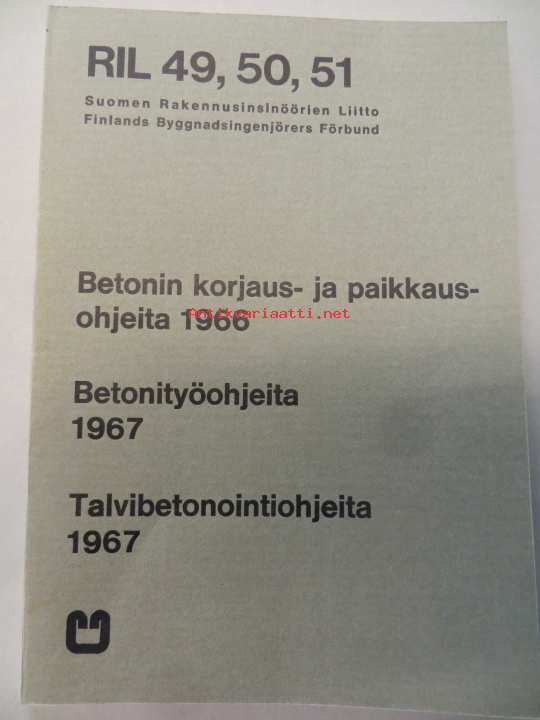 RIL 49, 50, 51
Suomen Rakennusinsinöörien Liitto
Finlands Byggnadsingenjörers Förbund
Betonin korjaus- ja paikkaus-
ohjeita 1966
Antikvariaatti.net
Betonityöohjeita
1967
Talvibetonointiohjeita
1967